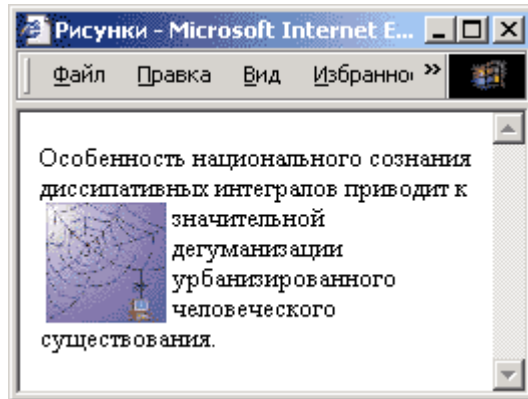 Рисунки - Microsoft Internet E...
Файл Правка Вид Избранно »
Особенность национального сознания
диссипативных интегралов приводит к
значительной
дегуманизации
урбанизированного
человеческого
существования.